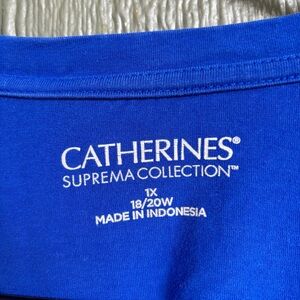 CATHERINES®
SUPREMA COLLECTION™
1X
18/20W
MADE IN INDONESIA